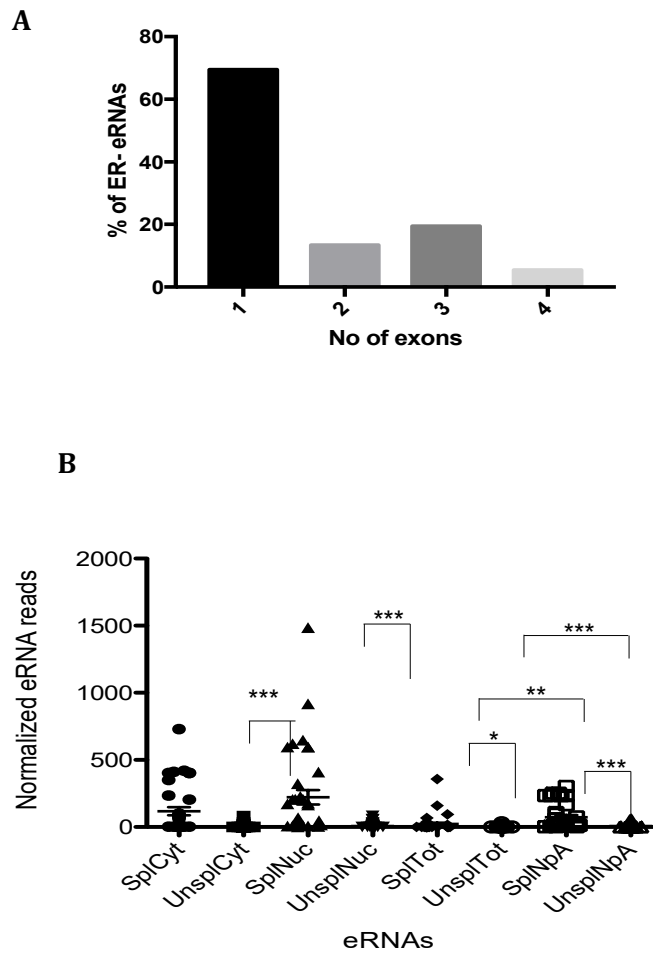 A
80
60
40
20
0
% of ER- eRNAs
1 2 3 4
No of exons
B
2000
1500
1000
500
0
Normalized eRNA reads
***
***
***
**
*
***
SplCyt
UnsplCyt
SplNuc
UnsplNuc
SplTot
UnsplTot
SplNpA
UnsplNpA
eRNAs